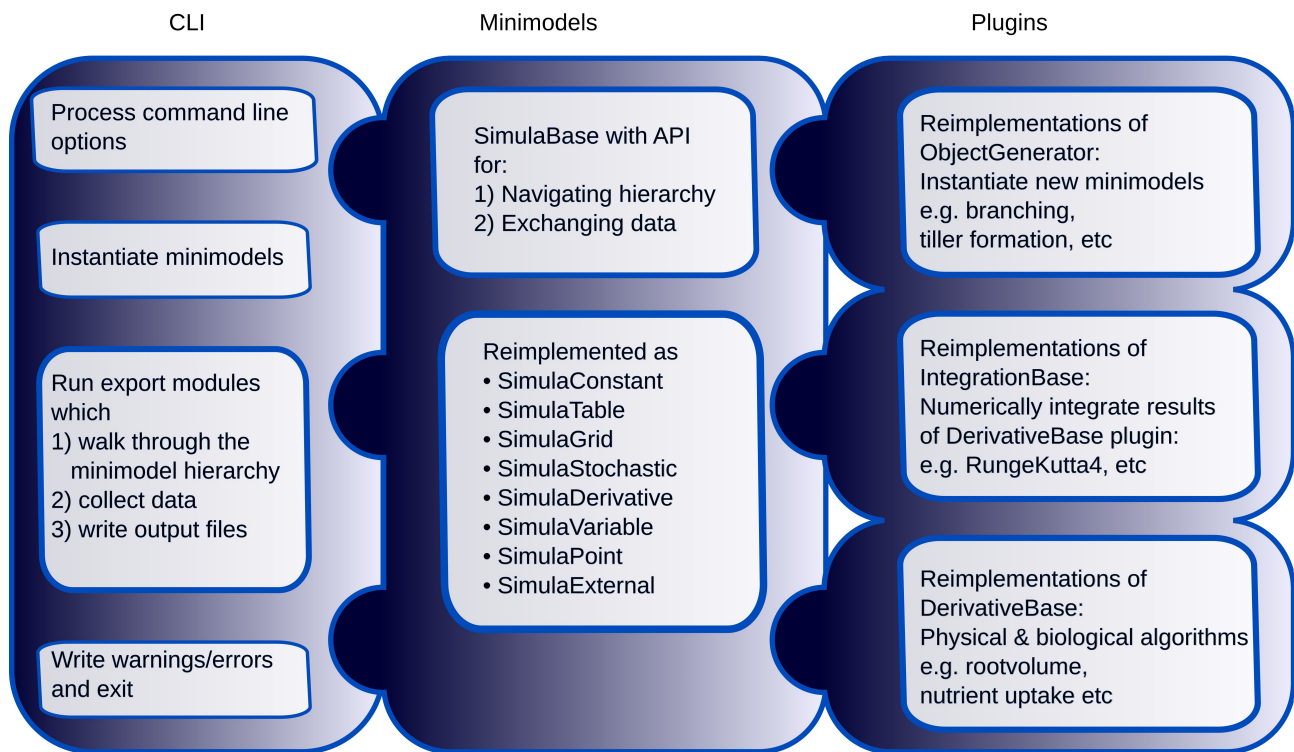 CLI
Minimodels
Plugins
Process command line
options
Instantiate minimodels
Run export modules
which
1) walk through the
minimodel hierarchy
2) collect data
3) write output files
Write warnings/errors
and exit
SimulaBase with API
for:
1) Navigating hierarchy
2) Exchanging data
Reimplemented as
• SimulaConstant
• SimulaTable
• SimulaGrid
• SimulaStochastic
• SimulaDerivative
• SimulaVariable
• SimulaPoint
• SimulaExternal
Reimplementations of
ObjectGenerator:
Instantiate new minimodels
e.g. branching,
tiller formation, etc
Reimplementations of
IntegrationBase:
Numerically integrate results
of DerivativeBase plugin:
e.g. RungeKutta4, etc
Reimplementations of
DerivativeBase:
Physical & biological algorithms
e.g. rootvolume,
nutrient uptake etc